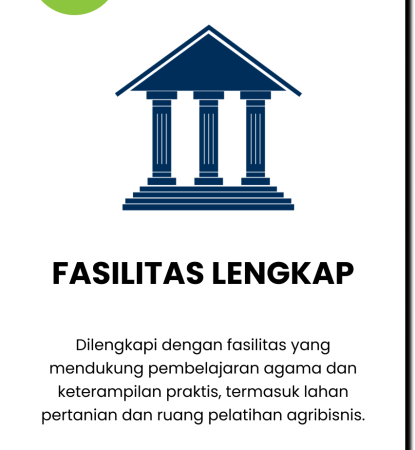 FASILITAS LENGKAP
Dilengkapi dengan fasilitas yang
mendukung pembelajaran agama dan
keterampilan praktis, termasuk lahan
pertanian dan ruang pelatihan agribisnis.